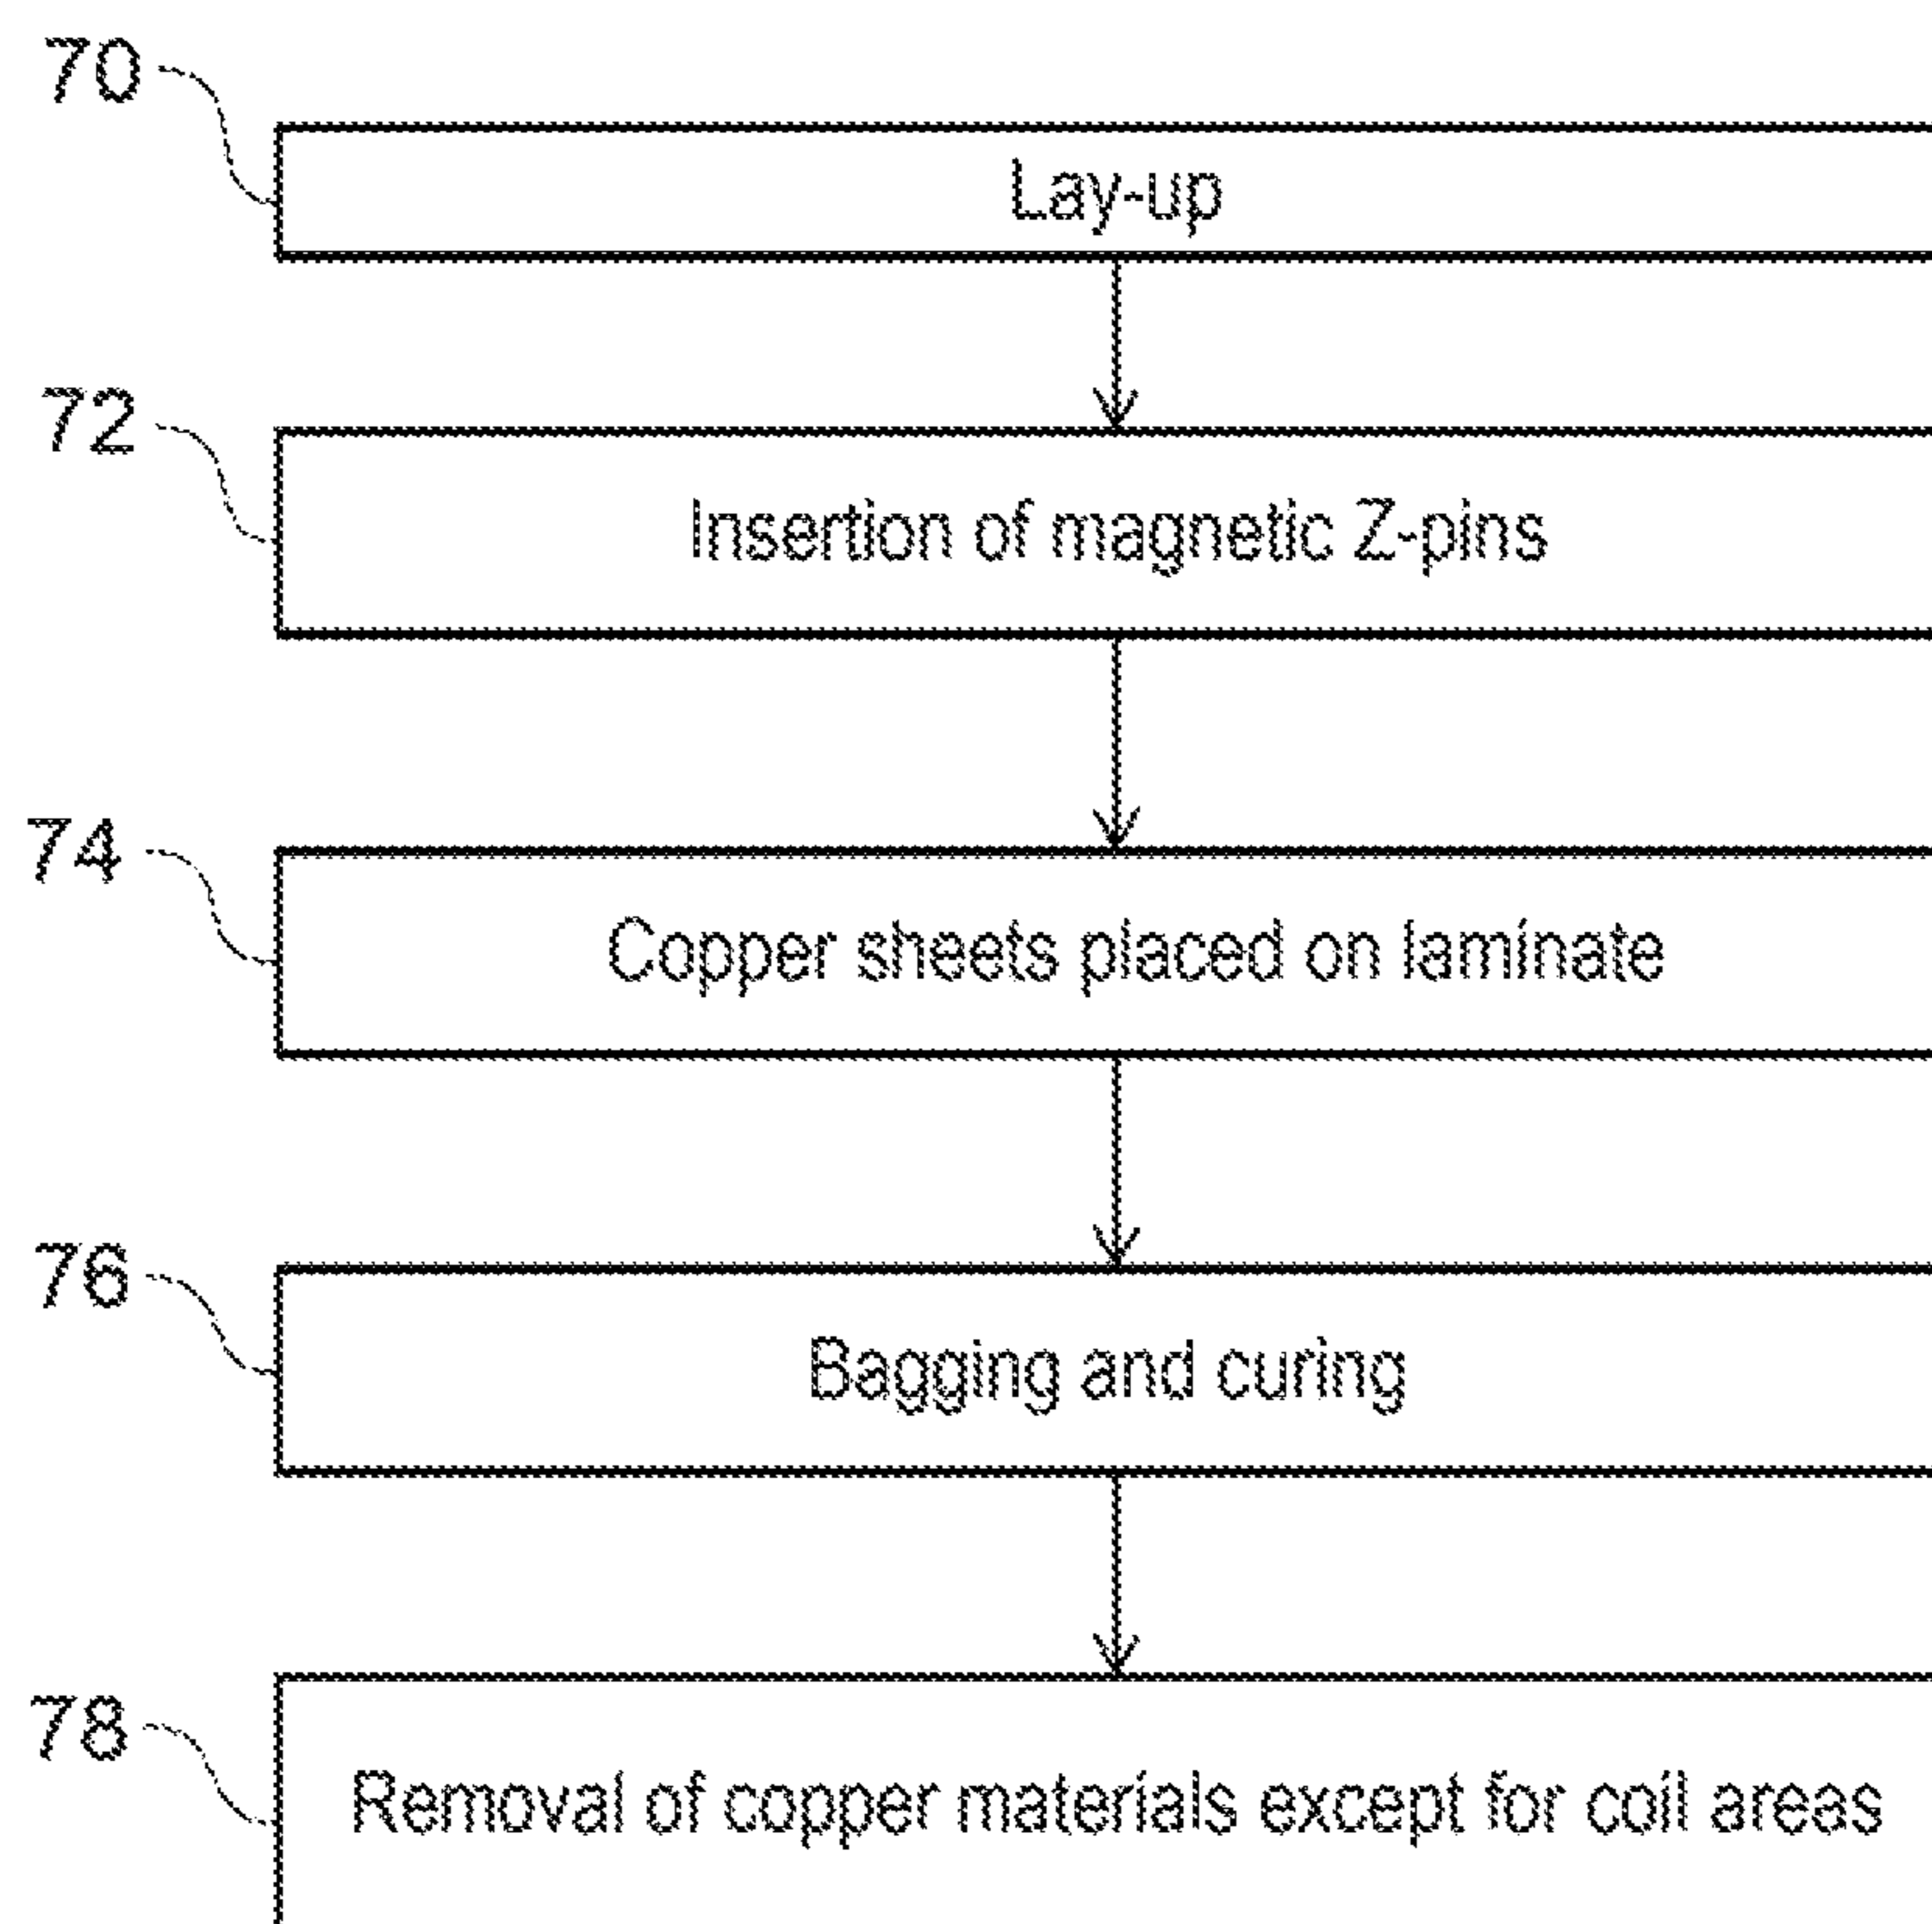 70
Lay-up
72
Insertion of magnetic Z-pins
74
Copper sheets placed on laminate
76
Bagging and curing
78
Removal of copper materials except for coil areas